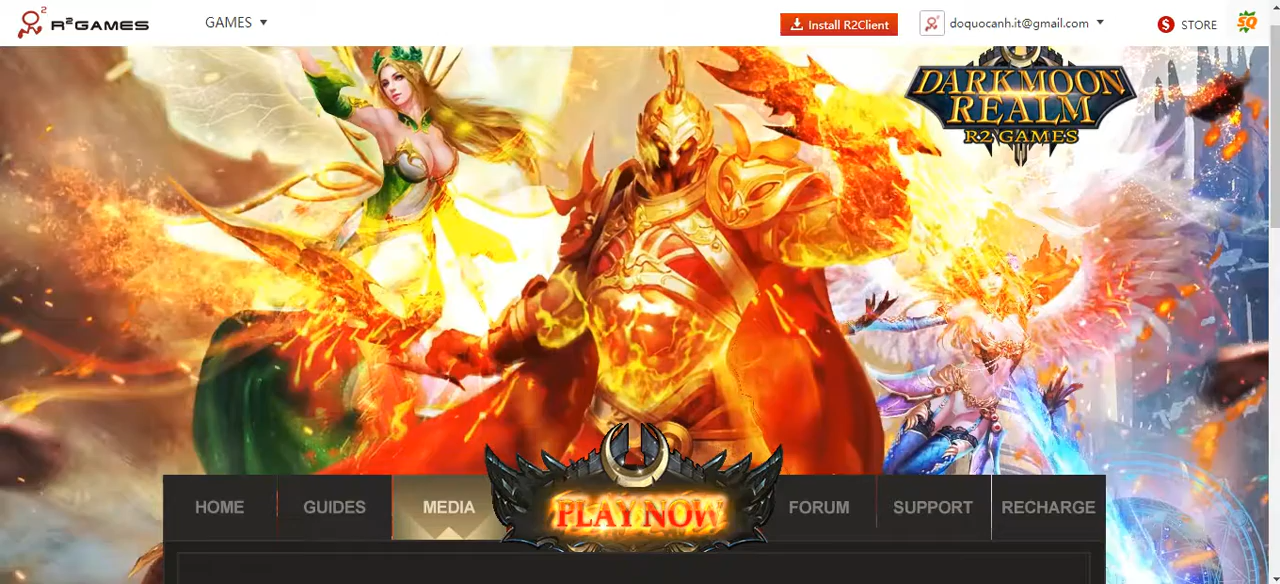 R²GAMES
GAMES
Install R2Client
doquocanh.it@gmail.com
$ STORE
SQ
DARKMOON
REALM
R2 GAMES
HOME
GUIDES
MEDIA
PLAY NOW
FORUM
SUPPORT
RECHARGE